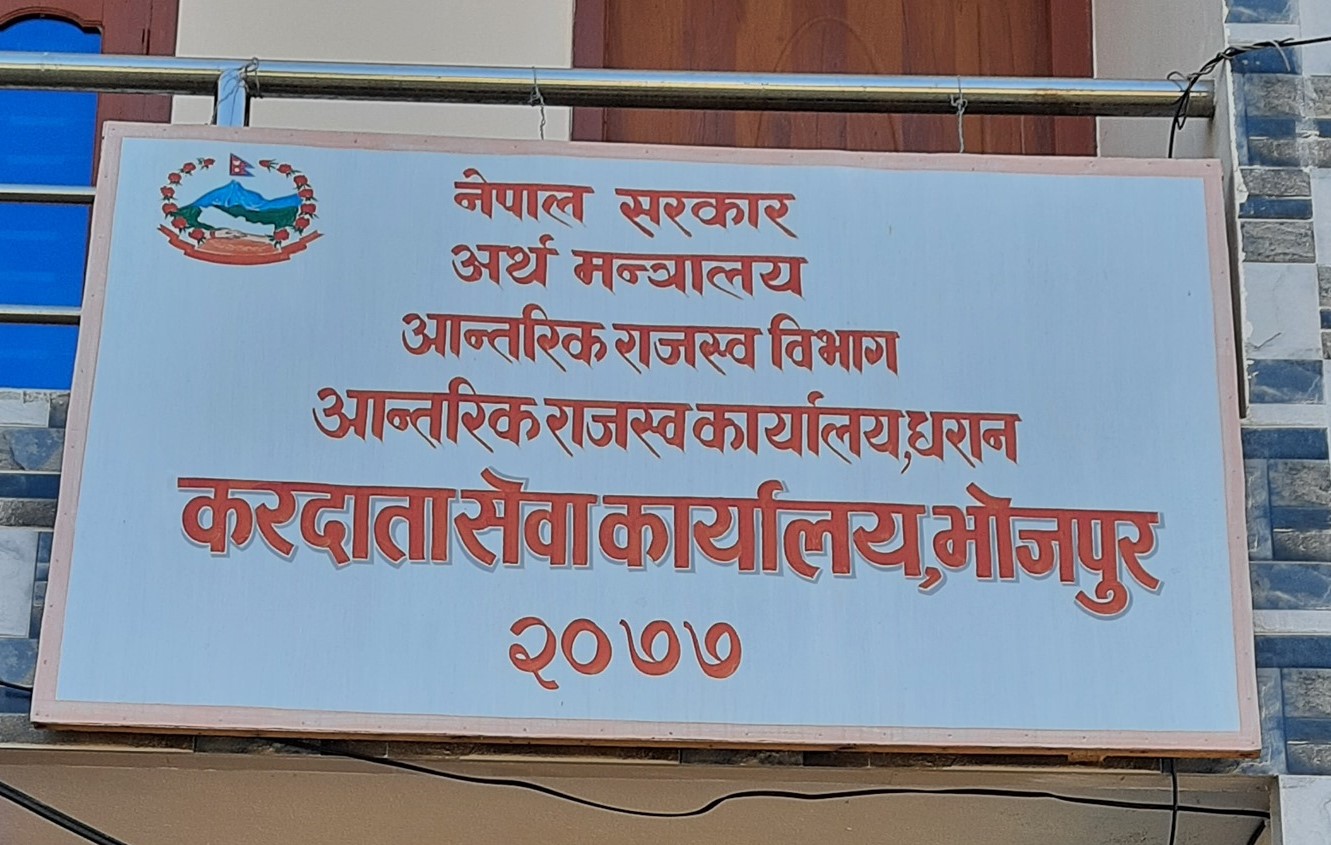 नेपाल सरकार
अर्थ मन्त्रालय
आन्तरिक राजस्व विभाग
आन्तरिक राजस्व कार्यालय,धरान
करदाता सेवा कार्यालय,भोजपुर
२०७७